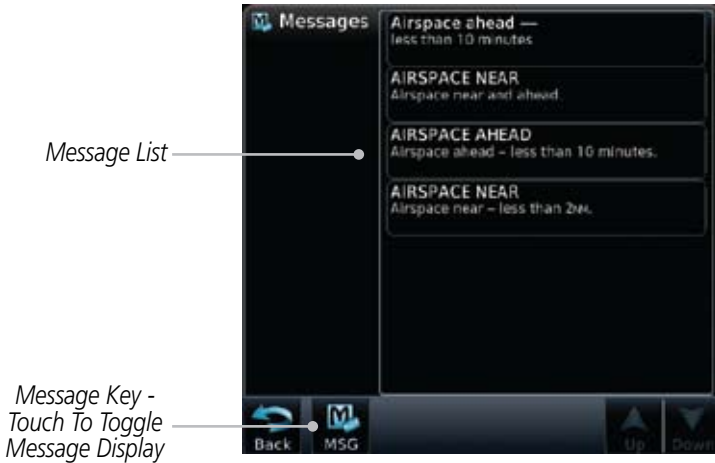 Messages
Airspace ahead —
less than 10 minutes
AIRSPACE NEAR
Airspace near and ahead.
AIRSPACE AHEAD
Airspace ahead – less than 10 minutes.
AIRSPACE NEAR
Airspace near – less than 2NM.
Message List
Message Key -
Touch To Toggle
Message Display
Back
MSG
Up
Down